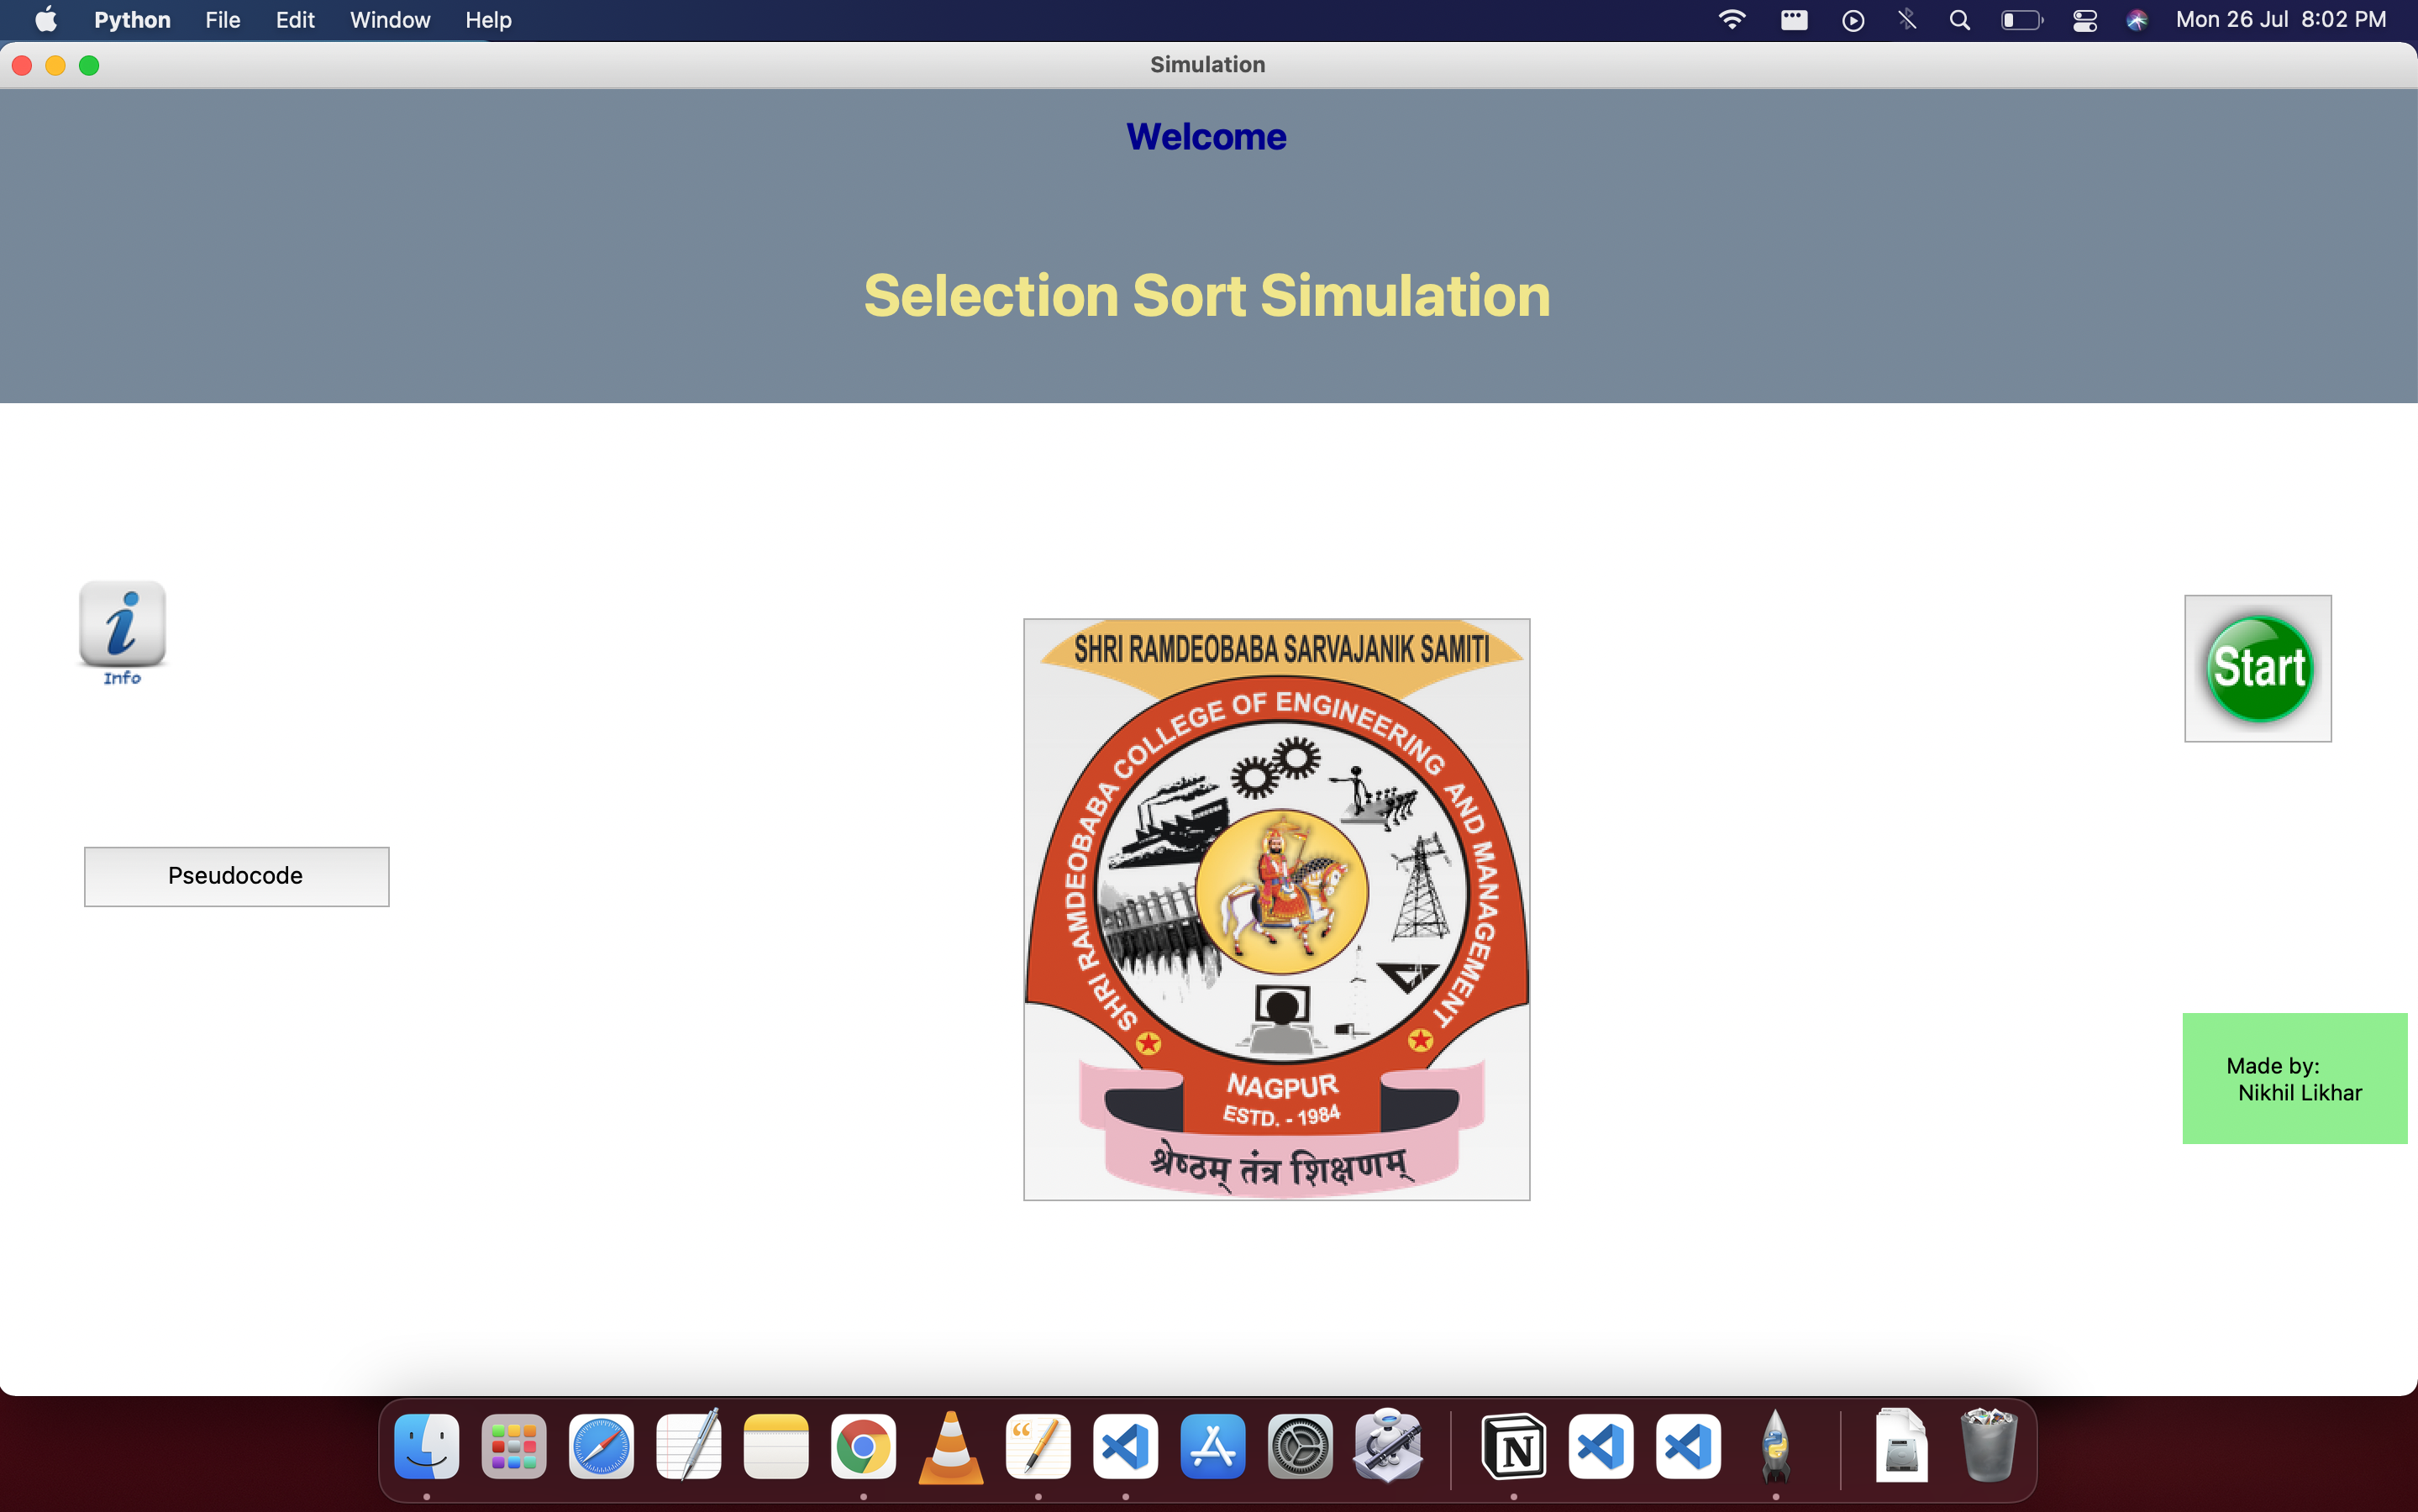 Python File Edit Window Help Mon 26 Jul 8:02 PM
Simulation
Welcome
Selection Sort Simulation
Info
Pseudocode
SHRI RAMDEOBABA SARVAJANIK SAMITI
SHRI RAMDEOBABA COLLEGE OF ENGINEERING AND MANAGEMENT
NAGPUR
ESTD. - 1984
श्रेष्ठम् तंत्र शिक्षणम्
Start
Made by:
Nikhil Likhar